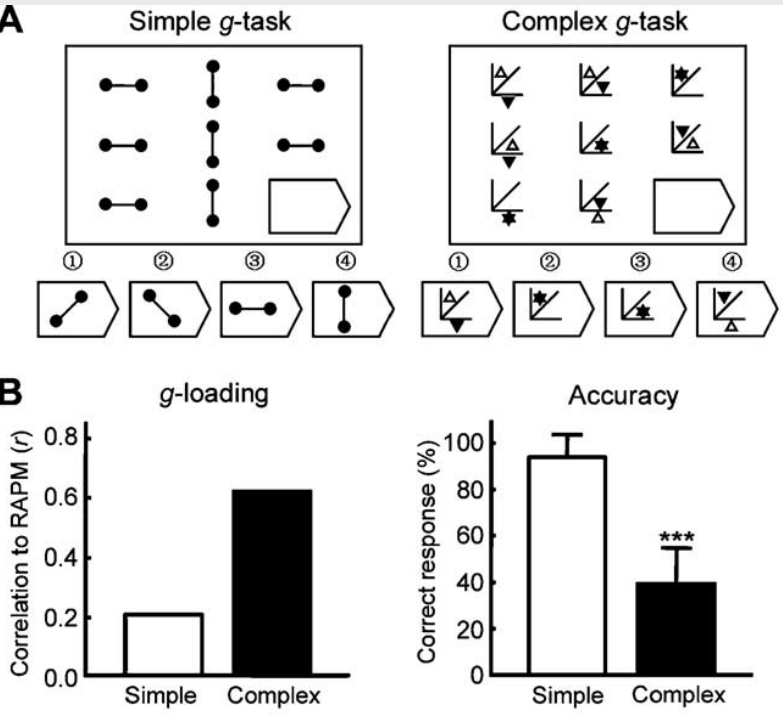 A
Simple g-task
Complex g-task
① ② ③ ④
① ② ③ ④
B
g-loading
Correlation to RAPM (r)
0.8
0.6
0.4
0.2
0.0
Simple Complex
Accuracy
Correct response (%)
100
80
60
40
20
0
***
Simple Complex